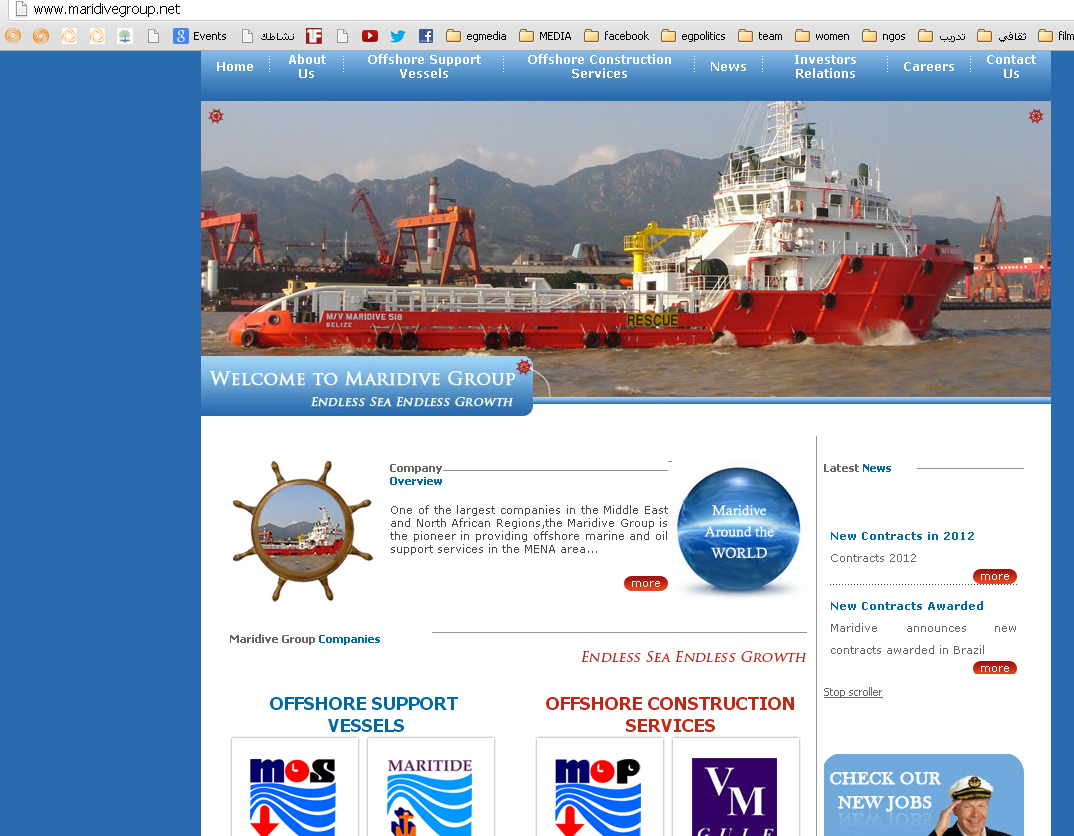 www.maridivegroup.net
Events نشاطك egmedia MEDIA facebook egpolitics team women ngos تدريب ثقافي film
Home
About Us
Offshore Support Vessels
Offshore Construction Services
News
Investors Relations
Careers
Contact Us
M/V MARIDIVE 518
BELIZE
RESCUE
WELCOME TO MARIDIVE GROUP
ENDLESS SEA ENDLESS GROWTH
Company
Overview
One of the largest companies in the Middle East
and North African Regions,the Maridive Group is
the pioneer in providing offshore marine and oil
support services in the MENA area...
more
Maridive
Around the
WORLD
Latest News
New Contracts in 2012
Contracts 2012
more
New Contracts Awarded
Maridive announces new
contracts awarded in Brazil
more
Stop scroller
Maridive Group Companies
ENDLESS SEA ENDLESS GROWTH
OFFSHORE SUPPORT
VESSELS
OFFSHORE CONSTRUCTION
SERVICES
mos
MARITIDE
mop
VM
GULF
CHECK OUR
NEW JOBS